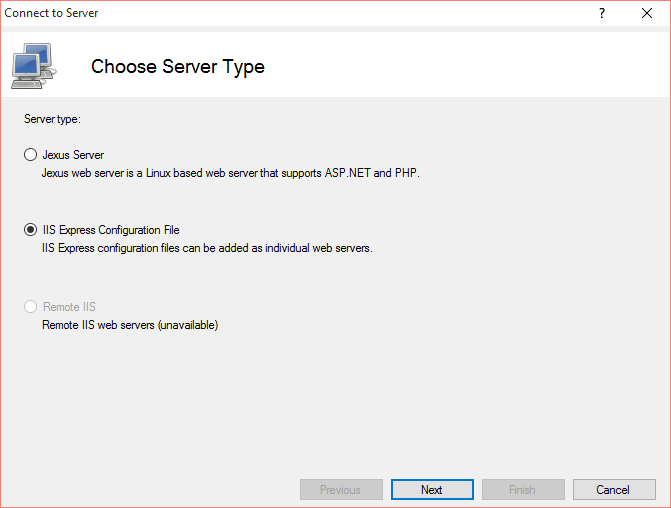 Connect to Server
?
Choose Server Type
Server type:
Jexus Server
Jexus web server is a Linux based web server that supports ASP.NET and PHP.
IIS Express Configuration File
IIS Express configuration files can be added as individual web servers.
Remote IIS
Remote IIS web servers (unavailable)
Previous Next Finish Cancel